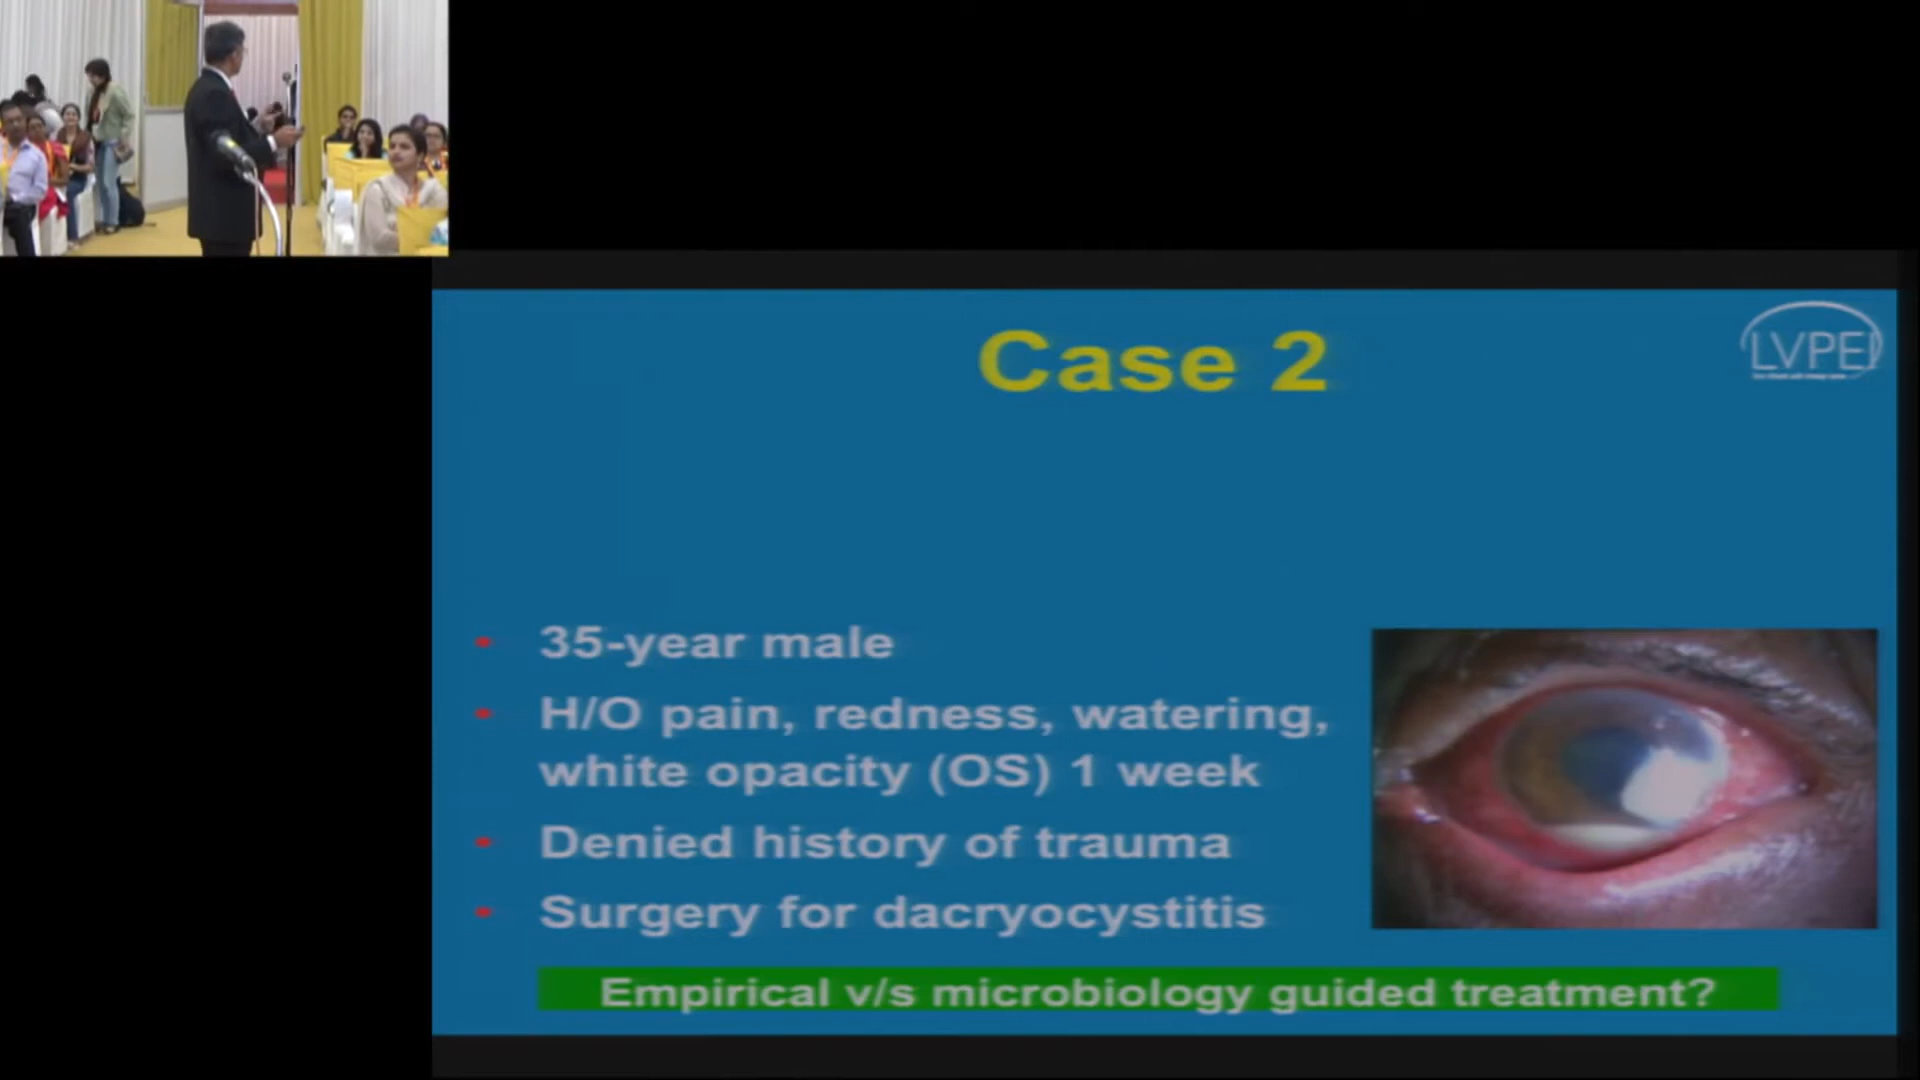 Case 2
LVPEI
• 35-year male
• H/O pain, redness, watering,
white opacity (OS) 1 week
• Denied history of trauma
• Surgery for dacryocystitis
Empirical v/s microbiology guided treatment?